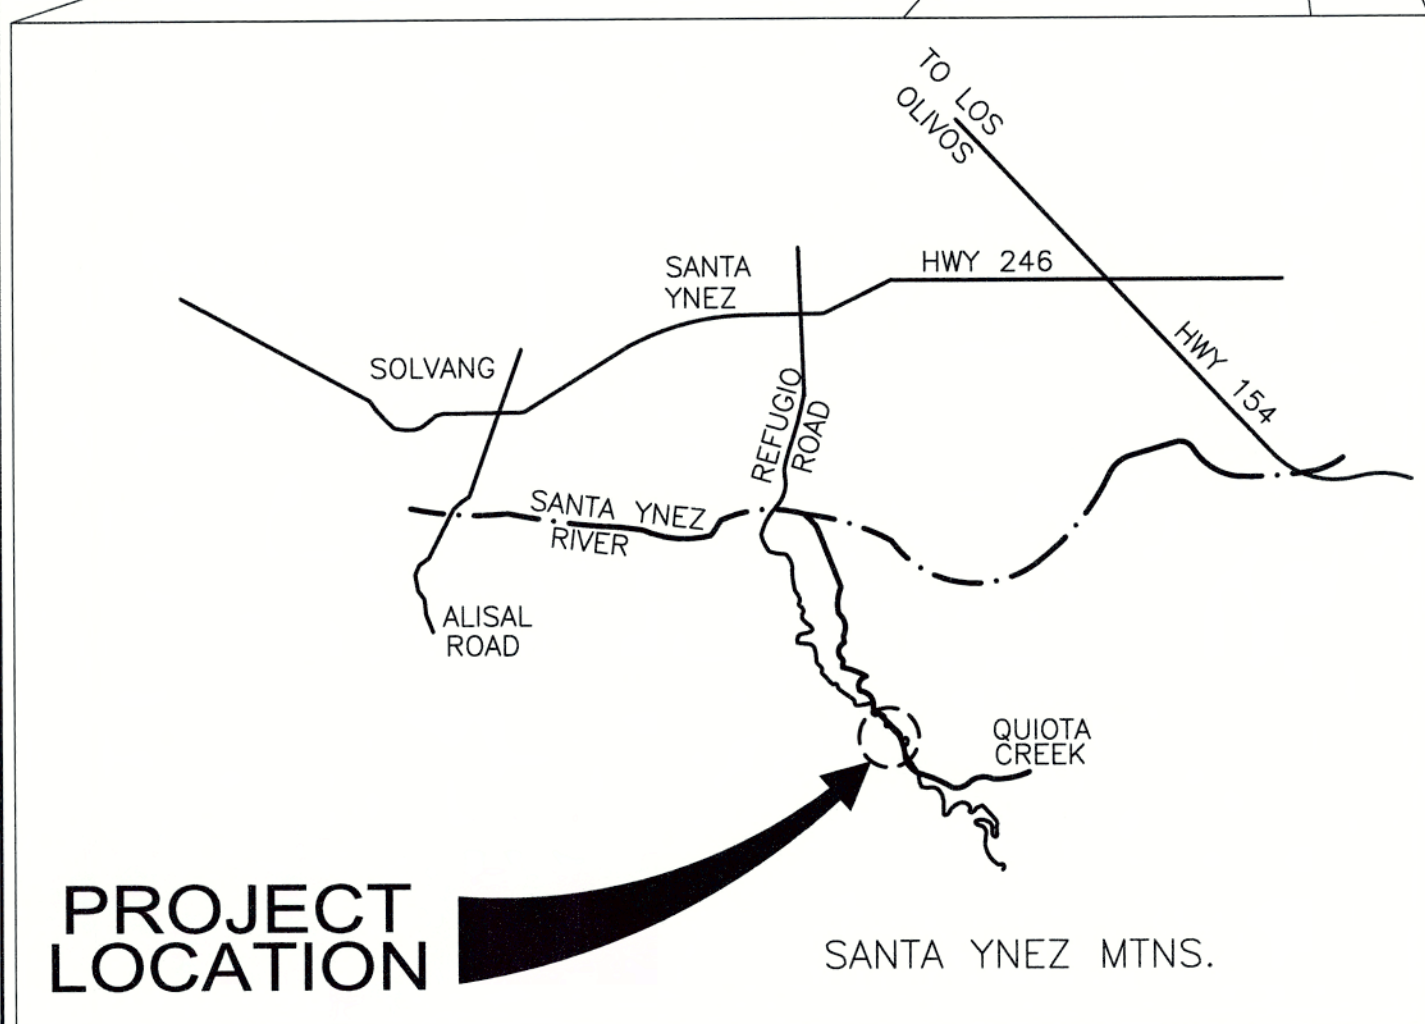 TO LOS
OLIVOS
HWY 246
SANTA
YNEZ
HWY 154
SOLVANG
REFUGIO
ROAD
SANTA YNEZ
RIVER
ALISAL
ROAD
QUIOTA
CREEK
PROJECT
LOCATION
SANTA YNEZ MTNS.